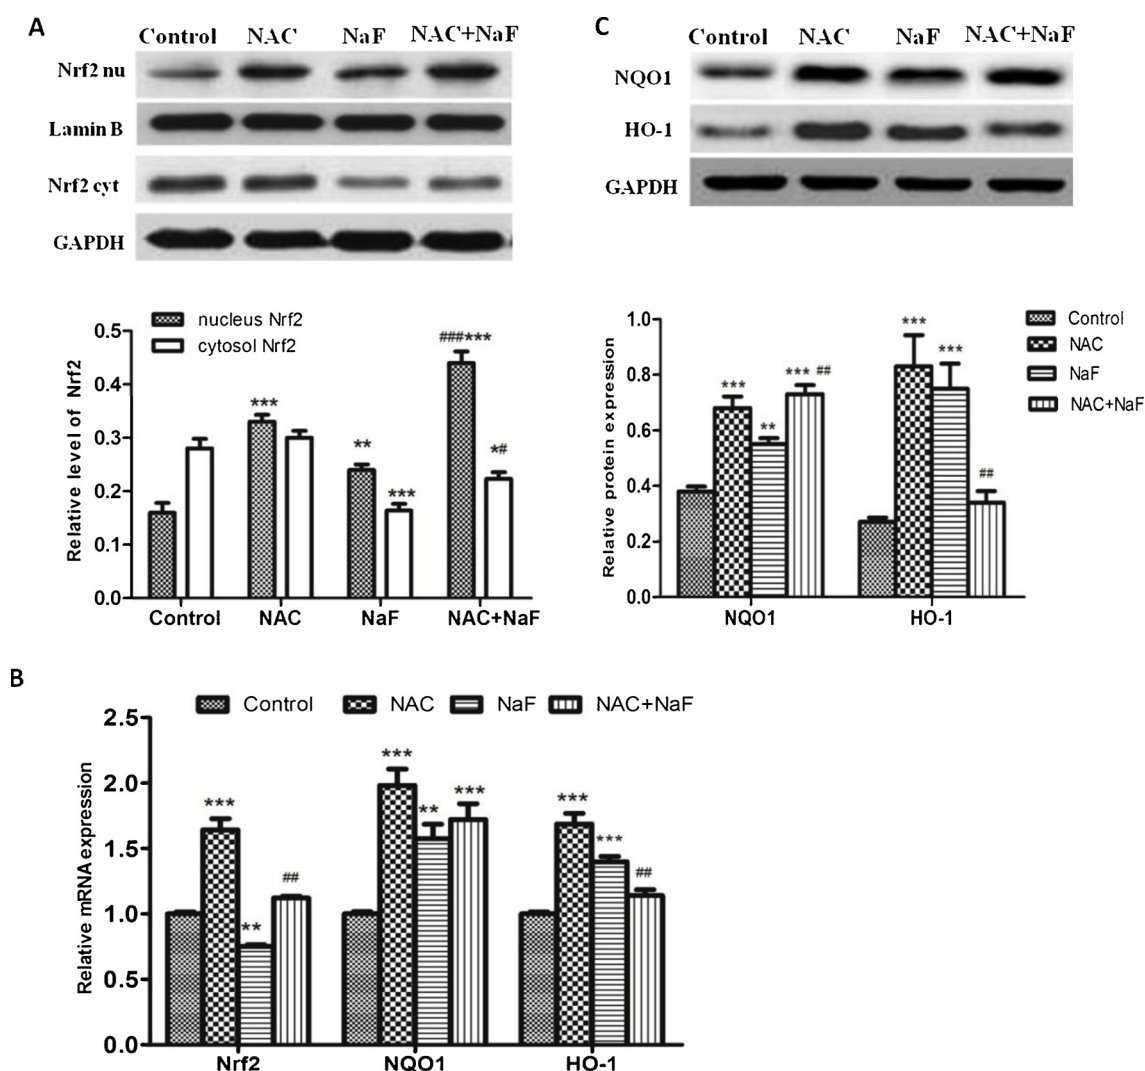 A
Control NAC NaF NAC+NaF
Nrf2 nu
Lamin B
Nrf2 cyt
GAPDH
nucleus Nrf2
cytosol Nrf2
Relative level of Nrf2
0.5
0.4
0.3
0.2
0.1
0.0
***
**
***
###***
*#
Control NAC NaF NAC+NaF
C
Control NAC NaF NAC+NaF
NQO1
HO-1
GAPDH
Control
NAC
NaF
NAC+NaF
Relative protein expression
1.0
0.8
0.6
0.4
0.2
0.0
***
**
*** ##
***
***
##
NQO1 HO-1
B
Control NAC NaF NAC+NaF
Relative mRNA expression
2.5
2.0
1.5
1.0
0.5
0.0
***
**
##
***
**
***
***
***
##
Nrf2 NQO1 HO-1